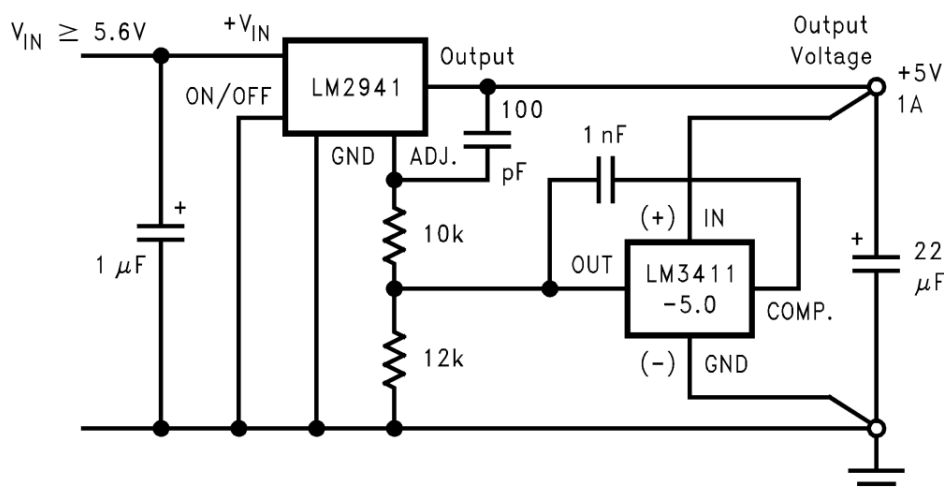 V_IN ≥ 5.6V
+V_IN
LM2941
Output
ON/OFF
GND
ADJ.
100
pF
1 nF
Output
Voltage
+5V
1A
+
1 μF
10k
12k
(+)
IN
OUT
LM3411
-5.0
COMP.
(-)
GND
+
22
μF